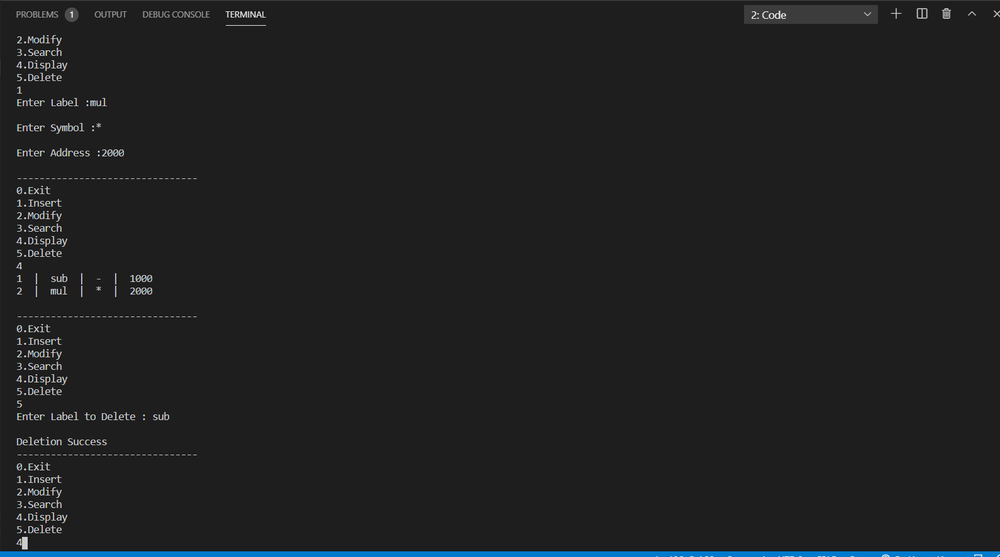 PROBLEMS 1 OUTPUT DEBUG CONSOLE TERMINAL 2: Code
2.Modify
3.Search
4.Display
5.Delete
1
Enter Label :mul
Enter Symbol :*
Enter Address :2000
--------------------------------
0.Exit
1.Insert
2.Modify
3.Search
4.Display
5.Delete
4
1 | sub | - | 1000
2 | mul | * | 2000
--------------------------------
0.Exit
1.Insert
2.Modify
3.Search
4.Display
5.Delete
5
Enter Label to Delete : sub
Deletion Success
--------------------------------
0.Exit
1.Insert
2.Modify
3.Search
4.Display
5.Delete
4